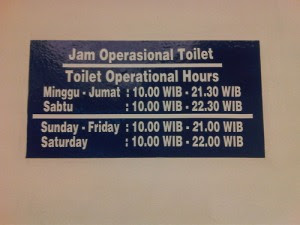 Jam Operasional Toilet
Toilet Operational Hours
Minggu - Jumat : 10.00 WIB - 21.30 WIB
Sabtu : 10.00 WIB - 22.30 WIB
Sunday - Friday : 10.00 WIB - 21.00 WIB
Saturday : 10.00 WIB - 22.00 WIB